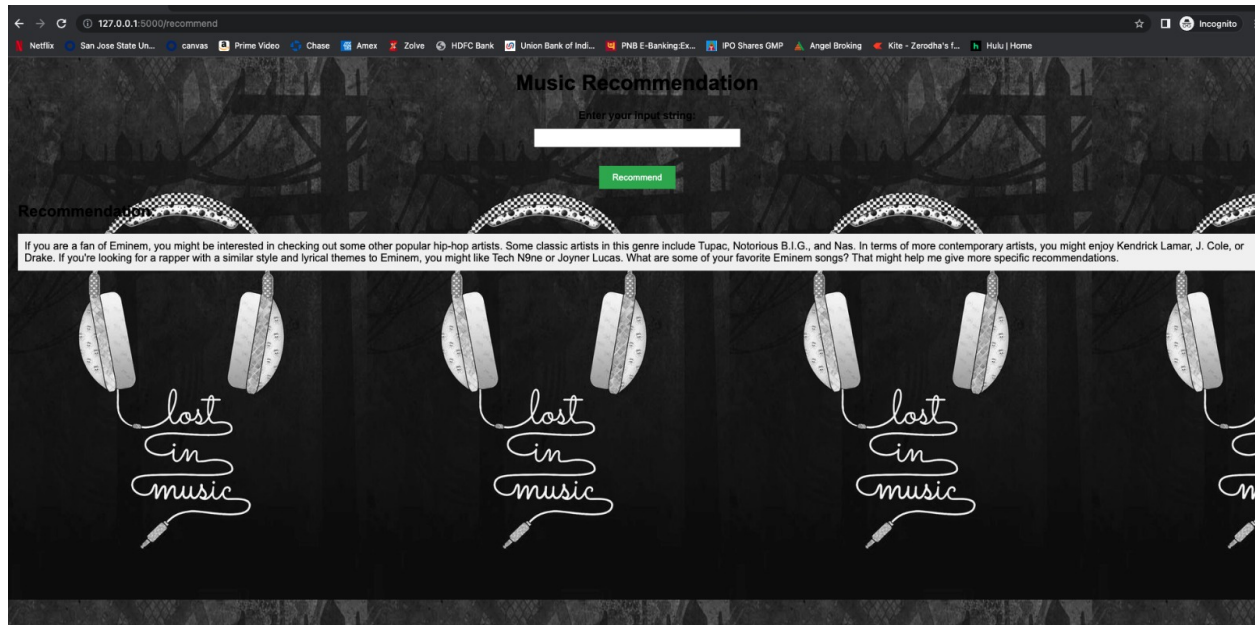 127.0.0.1:5000/recommend
Incognito
Netflix San Jose State Un... canvas Prime Video Chase Amex Zolve HDFC Bank Union Bank of Indi... PNB E-Banking:Ex... IPO Shares GMP Angel Broking Kite - Zerodha's f... Hulu | Home
Music Recommendation
Enter your input string:
Recommend
Recommendation:
If you are a fan of Eminem, you might be interested in checking out some other popular hip-hop artists. Some classic artists in this genre include Tupac, Notorious B.I.G., and Nas. In terms of more contemporary artists, you might enjoy Kendrick Lamar, J. Cole, or
Drake. If you're looking for a rapper with a similar style and lyrical themes to Eminem, you might like Tech N9ne or Joyner Lucas. What are some of your favorite Eminem songs? That might help me give more specific recommendations.
lost lost lost
in in in
music music music m